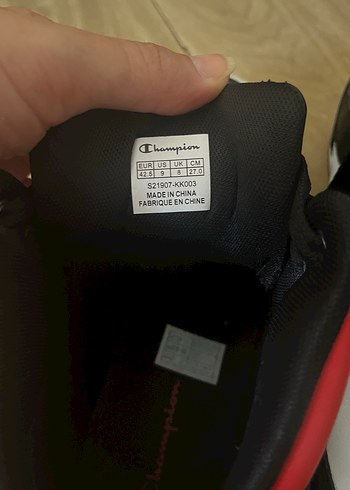 Champion
EUR US UK CM
42.5 9 8 27.0
S21907-KK003
MADE IN CHINA
FABRIQUE EN CHINE
Champion